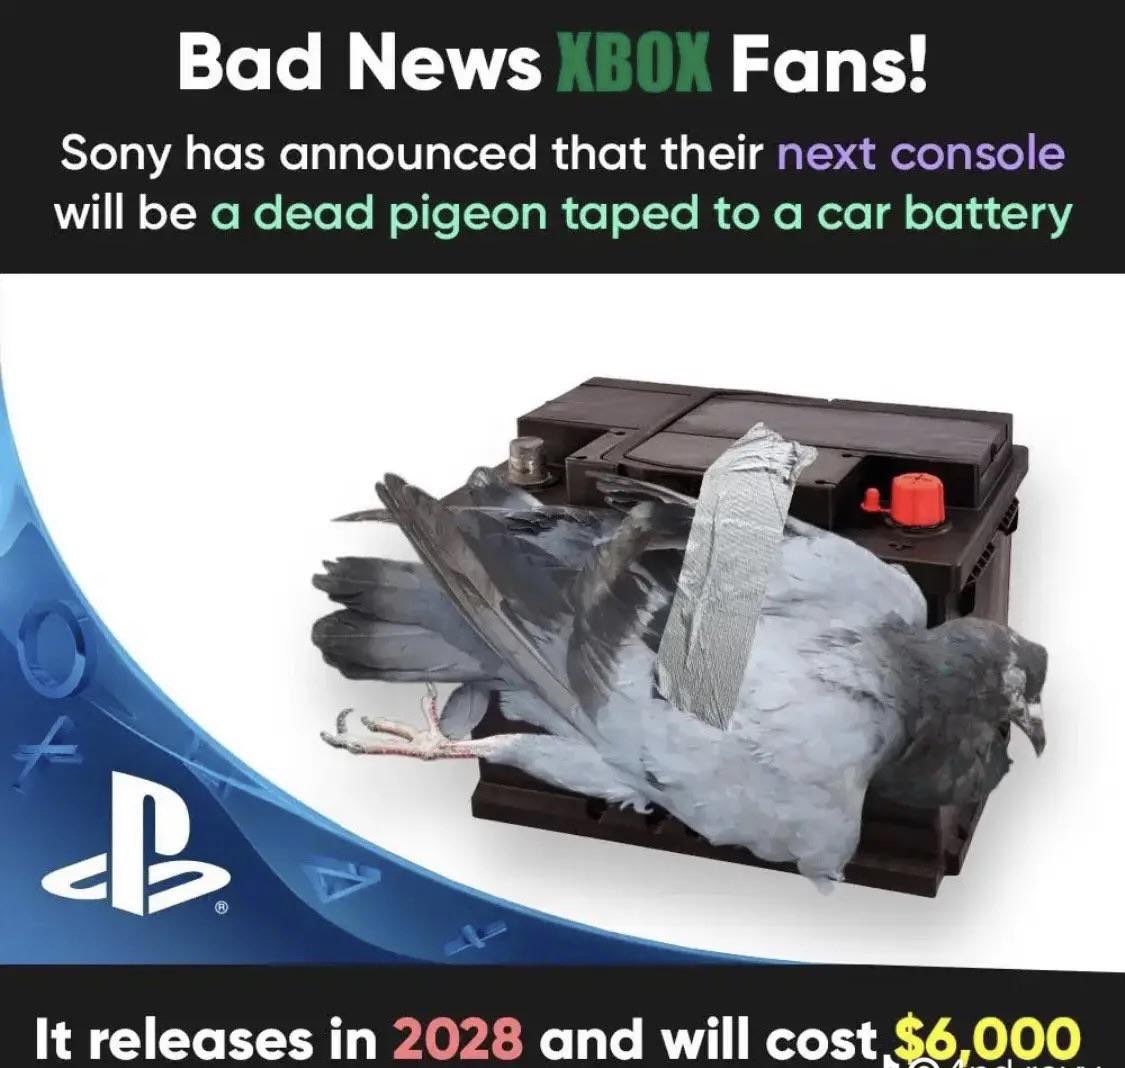 Bad News XBOX Fans!
Sony has announced that their next console
will be a dead pigeon taped to a car battery
®
It releases in 2028 and will cost $6,000